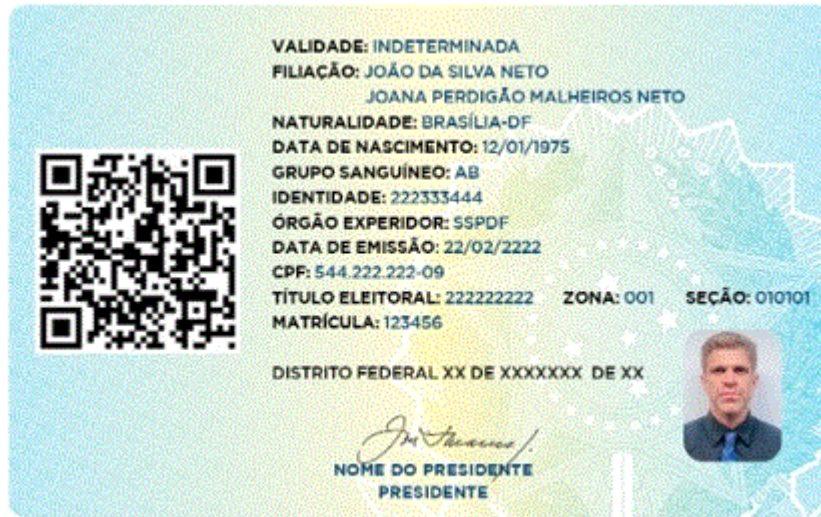 VALIDADE: INDETERMINADA
FILIAÇÃO: JOÃO DA SILVA NETO
JOANA PERDIGÃO MALHEIROS NETO
NATURALIDADE: BRASÍLIA-DF
DATA DE NASCIMENTO: 12/01/1975
GRUPO SANGUÍNEO: AB
IDENTIDADE: 222333444
ÓRGÃO EXPERIDOR: SSPDF
DATA DE EMISSÃO: 22/02/2222
CPF: 544.222.222-09
TÍTULO ELEITORAL: 222222222 ZONA: 001 SEÇÃO: 010101
MATRÍCULA: 123456
DISTRITO FEDERAL XX DE XXXXXXX DE XX
NOME DO PRESIDENTE
PRESIDENTE